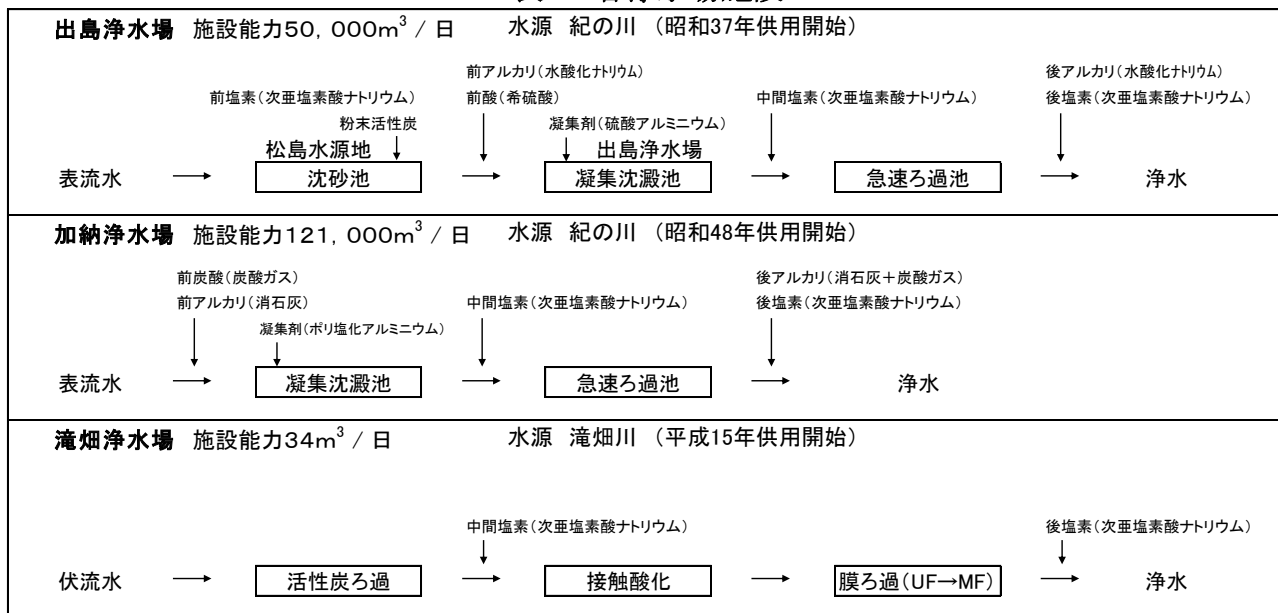 出島浄水場 施設能力50,000m³/日 水源 紀の川 (昭和37年供用開始)
前アルカリ(水酸化ナトリウム) 後アルカリ(水酸化ナトリウム)
前塩素(次亜塩素酸ナトリウム) 前酸(希硫酸) 中間塩素(次亜塩素酸ナトリウム) 後塩素(次亜塩素酸ナトリウム)
粉末活性炭 凝集剤(硫酸アルミニウム)
松島水源地 出島浄水場
表流水 → 沈砂池 → 凝集沈澱池 → 急速ろ過池 → 浄水
加納浄水場 施設能力121,000m³/日 水源 紀の川 (昭和48年供用開始)
前炭酸(炭酸ガス) 後アルカリ(消石灰+炭酸ガス)
前アルカリ(消石灰) 中間塩素(次亜塩素酸ナトリウム) 後塩素(次亜塩素酸ナトリウム)
凝集剤(ポリ塩化アルミニウム)
表流水 → 凝集沈澱池 → 急速ろ過池 → 浄水
滝畑浄水場 施設能力34m³/日 水源 滝畑川 (平成15年供用開始)
中間塩素(次亜塩素酸ナトリウム) 後塩素(次亜塩素酸ナトリウム)
伏流水 → 活性炭ろ過 → 接触酸化 → 膜ろ過(UF→MF) → 浄水